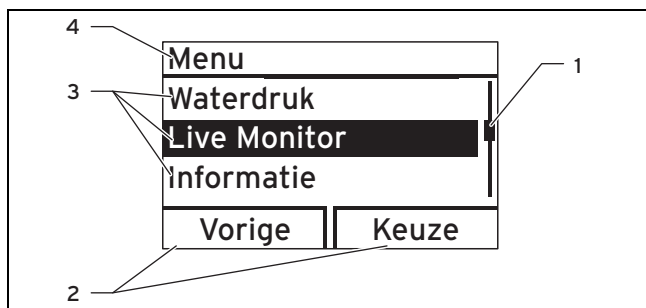 4
Menu
1
3
Waterdruk
Live Monitor
Informatie
Vorige Keuze
2